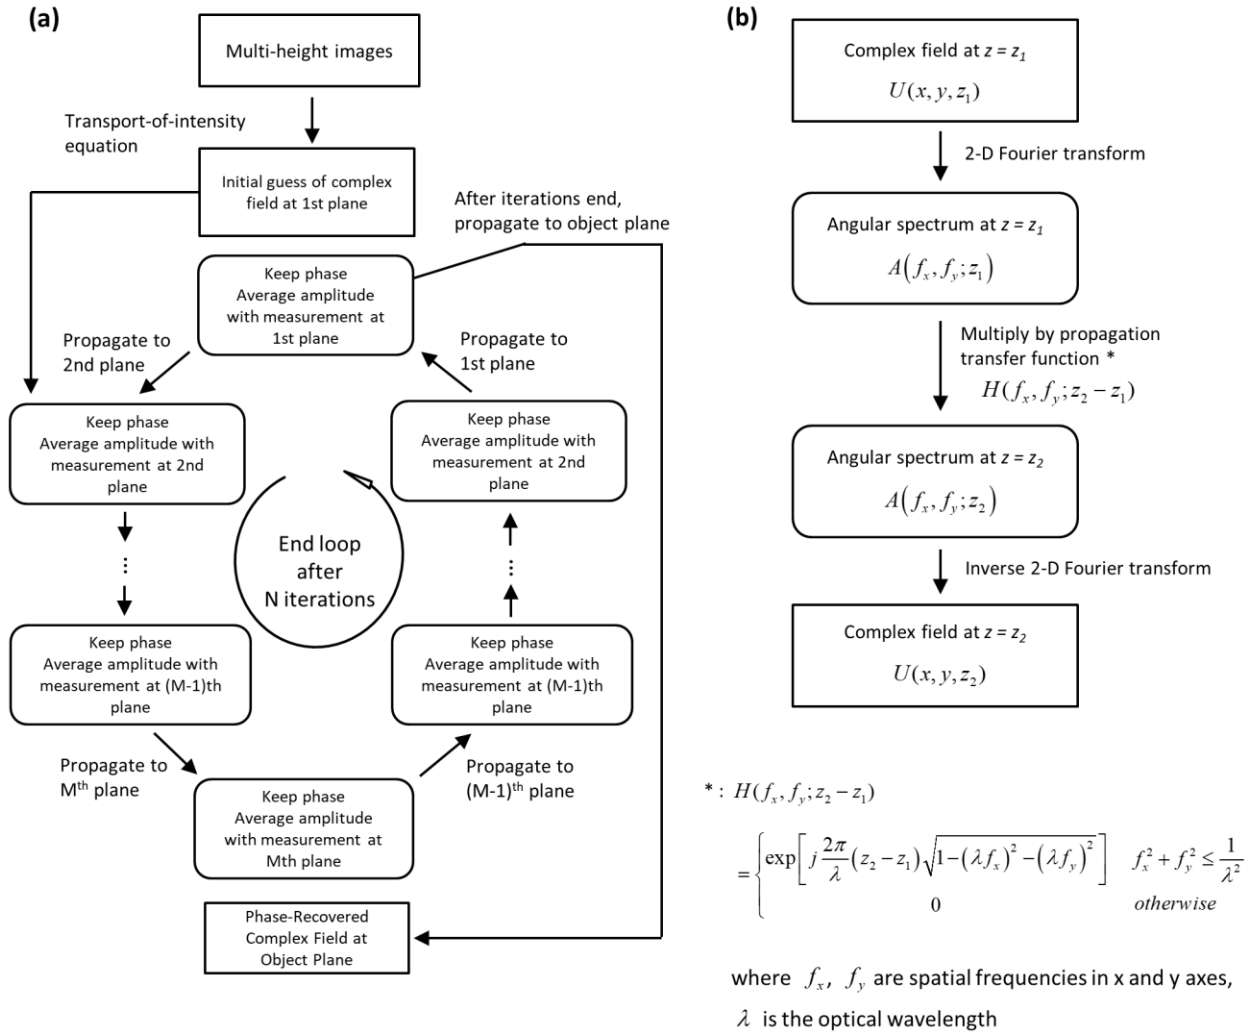 (a)
Multi-height images
Transport-of-intensity
equation
Initial guess of complex
field at 1st plane
After iterations end,
propagate to object plane
Keep phase
Average amplitude
with measurement at
1st plane
Propagate to
2nd plane
Propagate to
1st plane
Keep phase
Average amplitude with
measurement at 2nd
plane
Keep phase
Average amplitude with
measurement at 2nd
plane
...
...
End loop
after
N iterations
Keep phase
Average amplitude with
measurement at (M-1)th
plane
Keep phase
Average amplitude with
measurement at (M-1)th
plane
Propagate to
Mth plane
Propagate to
(M-1)th plane
Keep phase
Average amplitude
with measurement at
Mth plane
Phase-Recovered
Complex Field at
Object Plane
(b)
Complex field at z = z1
U(x, y, z1)
2-D Fourier transform
Angular spectrum at z = z1
A(fx, fy; z1)
Multiply by propagation
transfer function *
H(fx, fy; z2 − z1)
Angular spectrum at z = z2
A(fx, fy; z2)
Inverse 2-D Fourier transform
Complex field at z = z2
U(x, y, z2)
* : H(fx, fy; z2 − z1)
= { exp[ j 2π/λ (z2 − z1) √(1 − (λfx)² − (λfy)²) ] fx² + fy² ≤ 1/λ²
0 otherwise
where fx, fy are spatial frequencies in x and y axes,
λ is the optical wavelength